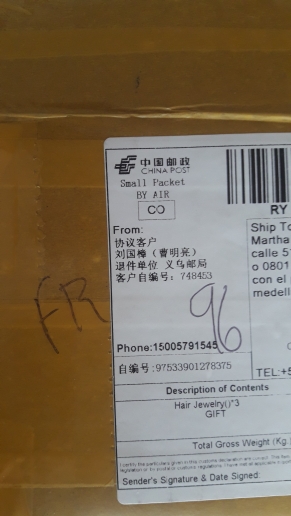 中国邮政
CHINA POST
Small Packet
BY AIR
CO
RY
From:
协议客户
刘国樟（曹明亮）
退件单位 义乌邮局
客户自编号: 748453
Ship To
Martha
calle 5
o 0801
con el
medell
FR
96
Phone:15005791545
自编号:97533901278375
TEL:+5
Description of Contents
Hair Jewelry()*3
GIFT
Total Gross Weight (Kg.)
Sender's Signature & Date Signed: